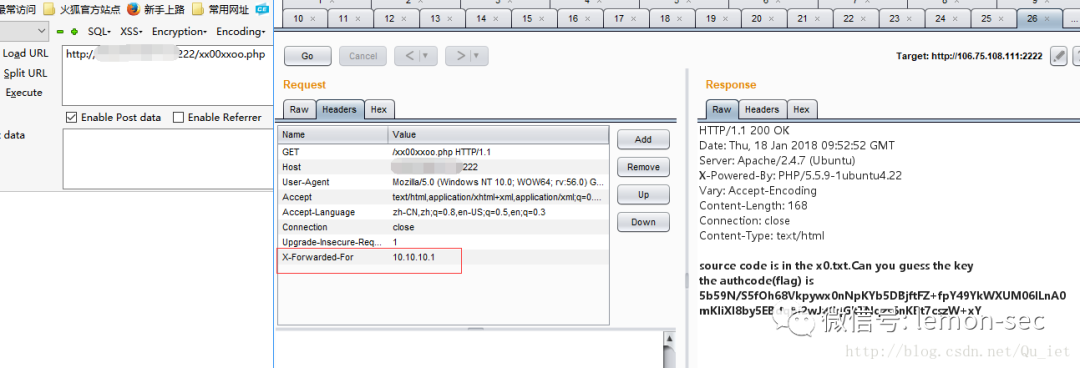 最常访问 火狐官方站点 新手上路 常用网址
SQL- XSS- Encryption- Encoding-
Load URL
http:// 222/xx00xxoo.php
Split URL
Execute
Enable Post data Enable Referrer
data
10 11 12 13 14 15 16 17 18 19 20 21 22 23 24 25 26 ...
Go Cancel < >
Target: http://106.75.108.111:2222
Request
Raw Headers Hex
Name Value
GET /xx00xxoo.php HTTP/1.1
Host 222
User-Agent Mozilla/5.0 (Windows NT 10.0; WOW64; rv:56.0) G...
Accept text/html,application/xhtml+xml,application/xml;q=0....
Accept-Language zh-CN,zh;q=0.8,en-US;q=0.5,en;q=0.3
Connection close
Upgrade-Insecure-Req... 1
X-Forwarded-For 10.10.10.1
Add
Remove
Up
Down
Response
Raw Headers Hex
HTTP/1.1 200 OK
Date: Thu, 18 Jan 2018 09:52:52 GMT
Server: Apache/2.4.7 (Ubuntu)
X-Powered-By: PHP/5.5.9-1ubuntu4.22
Vary: Accept-Encoding
Content-Length: 168
Connection: close
Content-Type: text/html
source code is in the x0.txt.Can you guess the key
the authcode(flag) is
5b59N/S5fOh68Vkpywx0nNpKYb5DBjftFZ+fpY49YkWXUM06ILnA0
微信号: lemon-sec
http://blog.csdn.net/Qu_iet